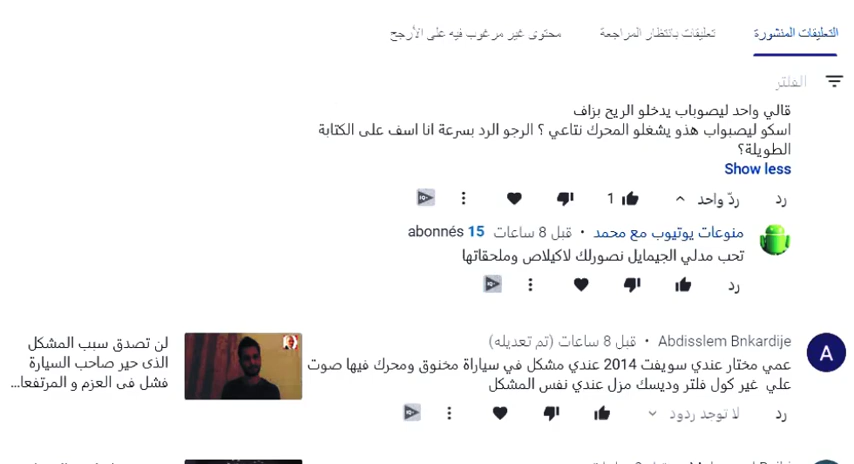 التعليقات المنشورة
تعليقات بانتظار المراجعة
محتوى غير مرغوب فيه على الأرجح
الفلتر
قالي واحد ليصوباب يدخلو الريح بزاف
اسكو ليصبواب هذو يشغلو المحرك نتاعي ؟ الرجو الرد بسرعة انا اسف على الكتابة
الطويلة؟
Show less
رد ردّ واحد 1
منوعات يوتيوب مع محمد • قبل 8 ساعات 15 abonnés
تحب مدلي الجيمايل نصورلك لاكيلاص وملحقاتها
رد
A
Abdisslem Bnkardije • قبل 8 ساعات (تم تعديله)
عمي مختار عندي سويفت 2014 عندي مشكل في سياراة مخنوق ومحرك فيها صوت
علي غير كول فلتر وديسك مزل عندي نفس المشكل
رد لا توجد ردود
لن تصدق سبب المشكل
الذى حير صاحب السيارة
فشل فى العزم و المرتفعا...